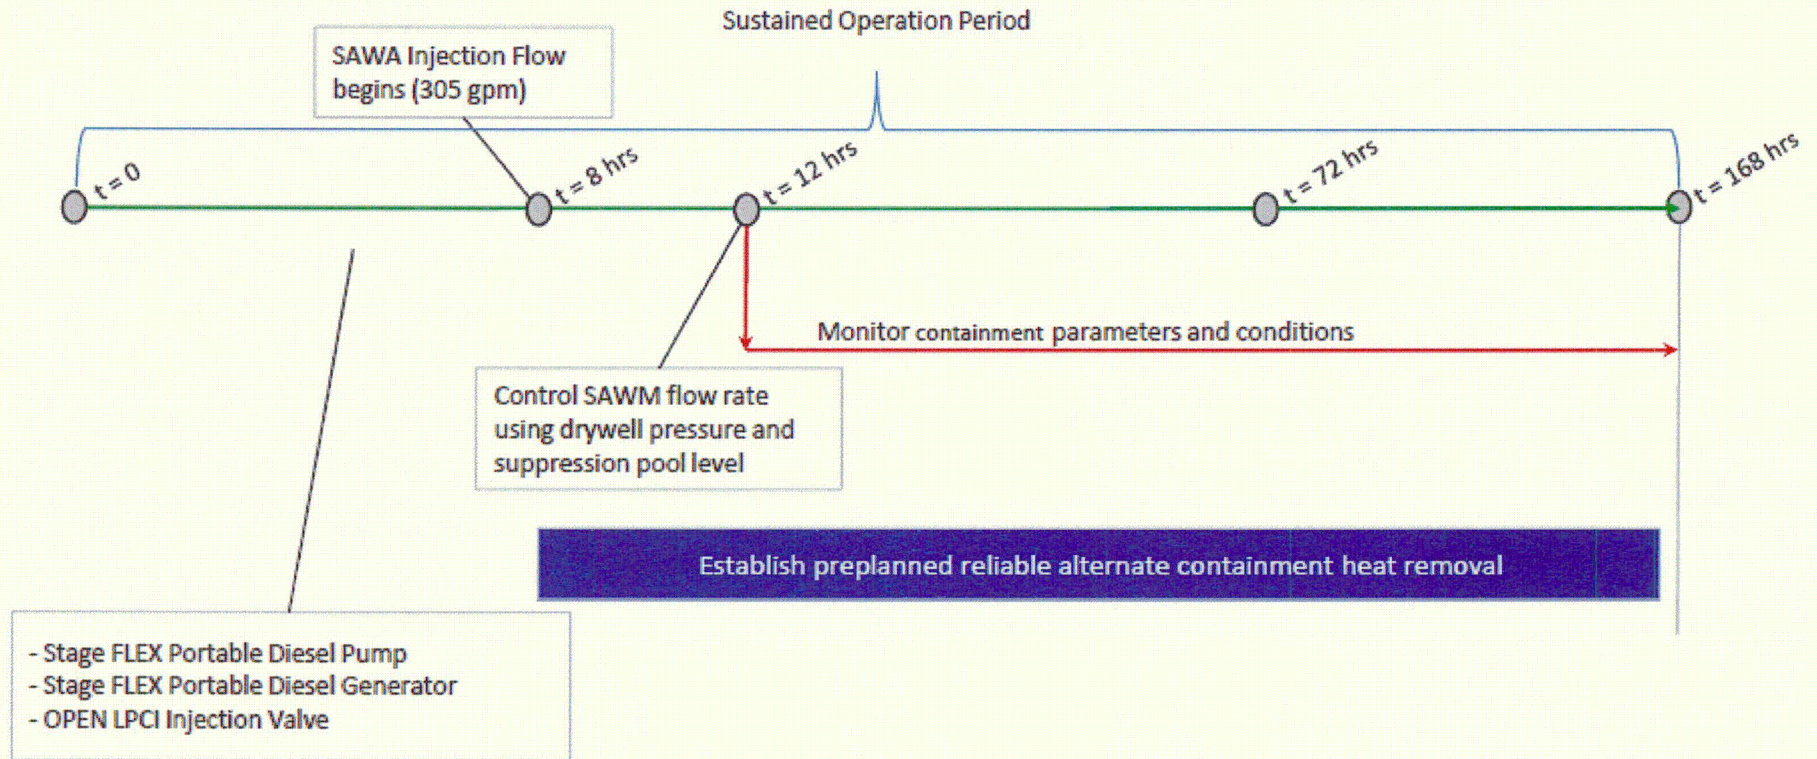 Sustained Operation Period
SAWA Injection Flow
begins (305 gpm)
t = 0
t = 8 hrs
t = 12 hrs
t = 72 hrs
t = 168 hrs
Monitor containment parameters and conditions
Control SAWM flow rate
using drywell pressure and
suppression pool level
Establish preplanned reliable alternate containment heat removal
- Stage FLEX Portable Diesel Pump
- Stage FLEX Portable Diesel Generator
- OPEN LPCI Injection Valve